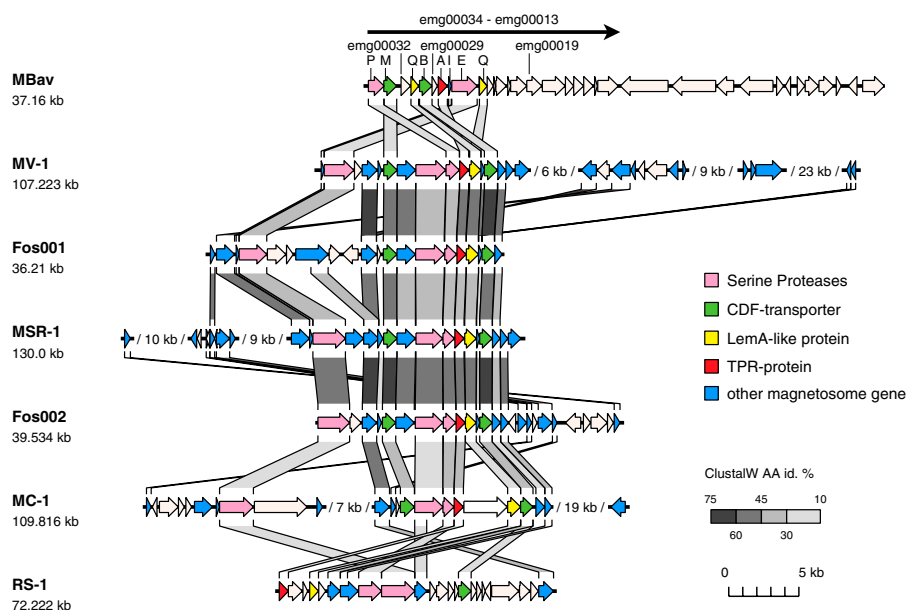 emg00034 - emg00013
emg00032 emg00029 emg00019
P M Q B A I E Q
MBav
37.16 kb
MV-1
107.223 kb
/ 6 kb / / 9 kb / / 23 kb /
Fos001
36.21 kb
Serine Proteases
CDF-transporter
LemA-like protein
TPR-protein
other magnetosome gene
MSR-1
130.0 kb
/ 10 kb / / 9 kb /
Fos002
39.534 kb
ClustalW AA id. %
75 45 10
60 30
MC-1
109.816 kb
/ 7 kb / / 19 kb /
RS-1
72.222 kb
0 5 kb